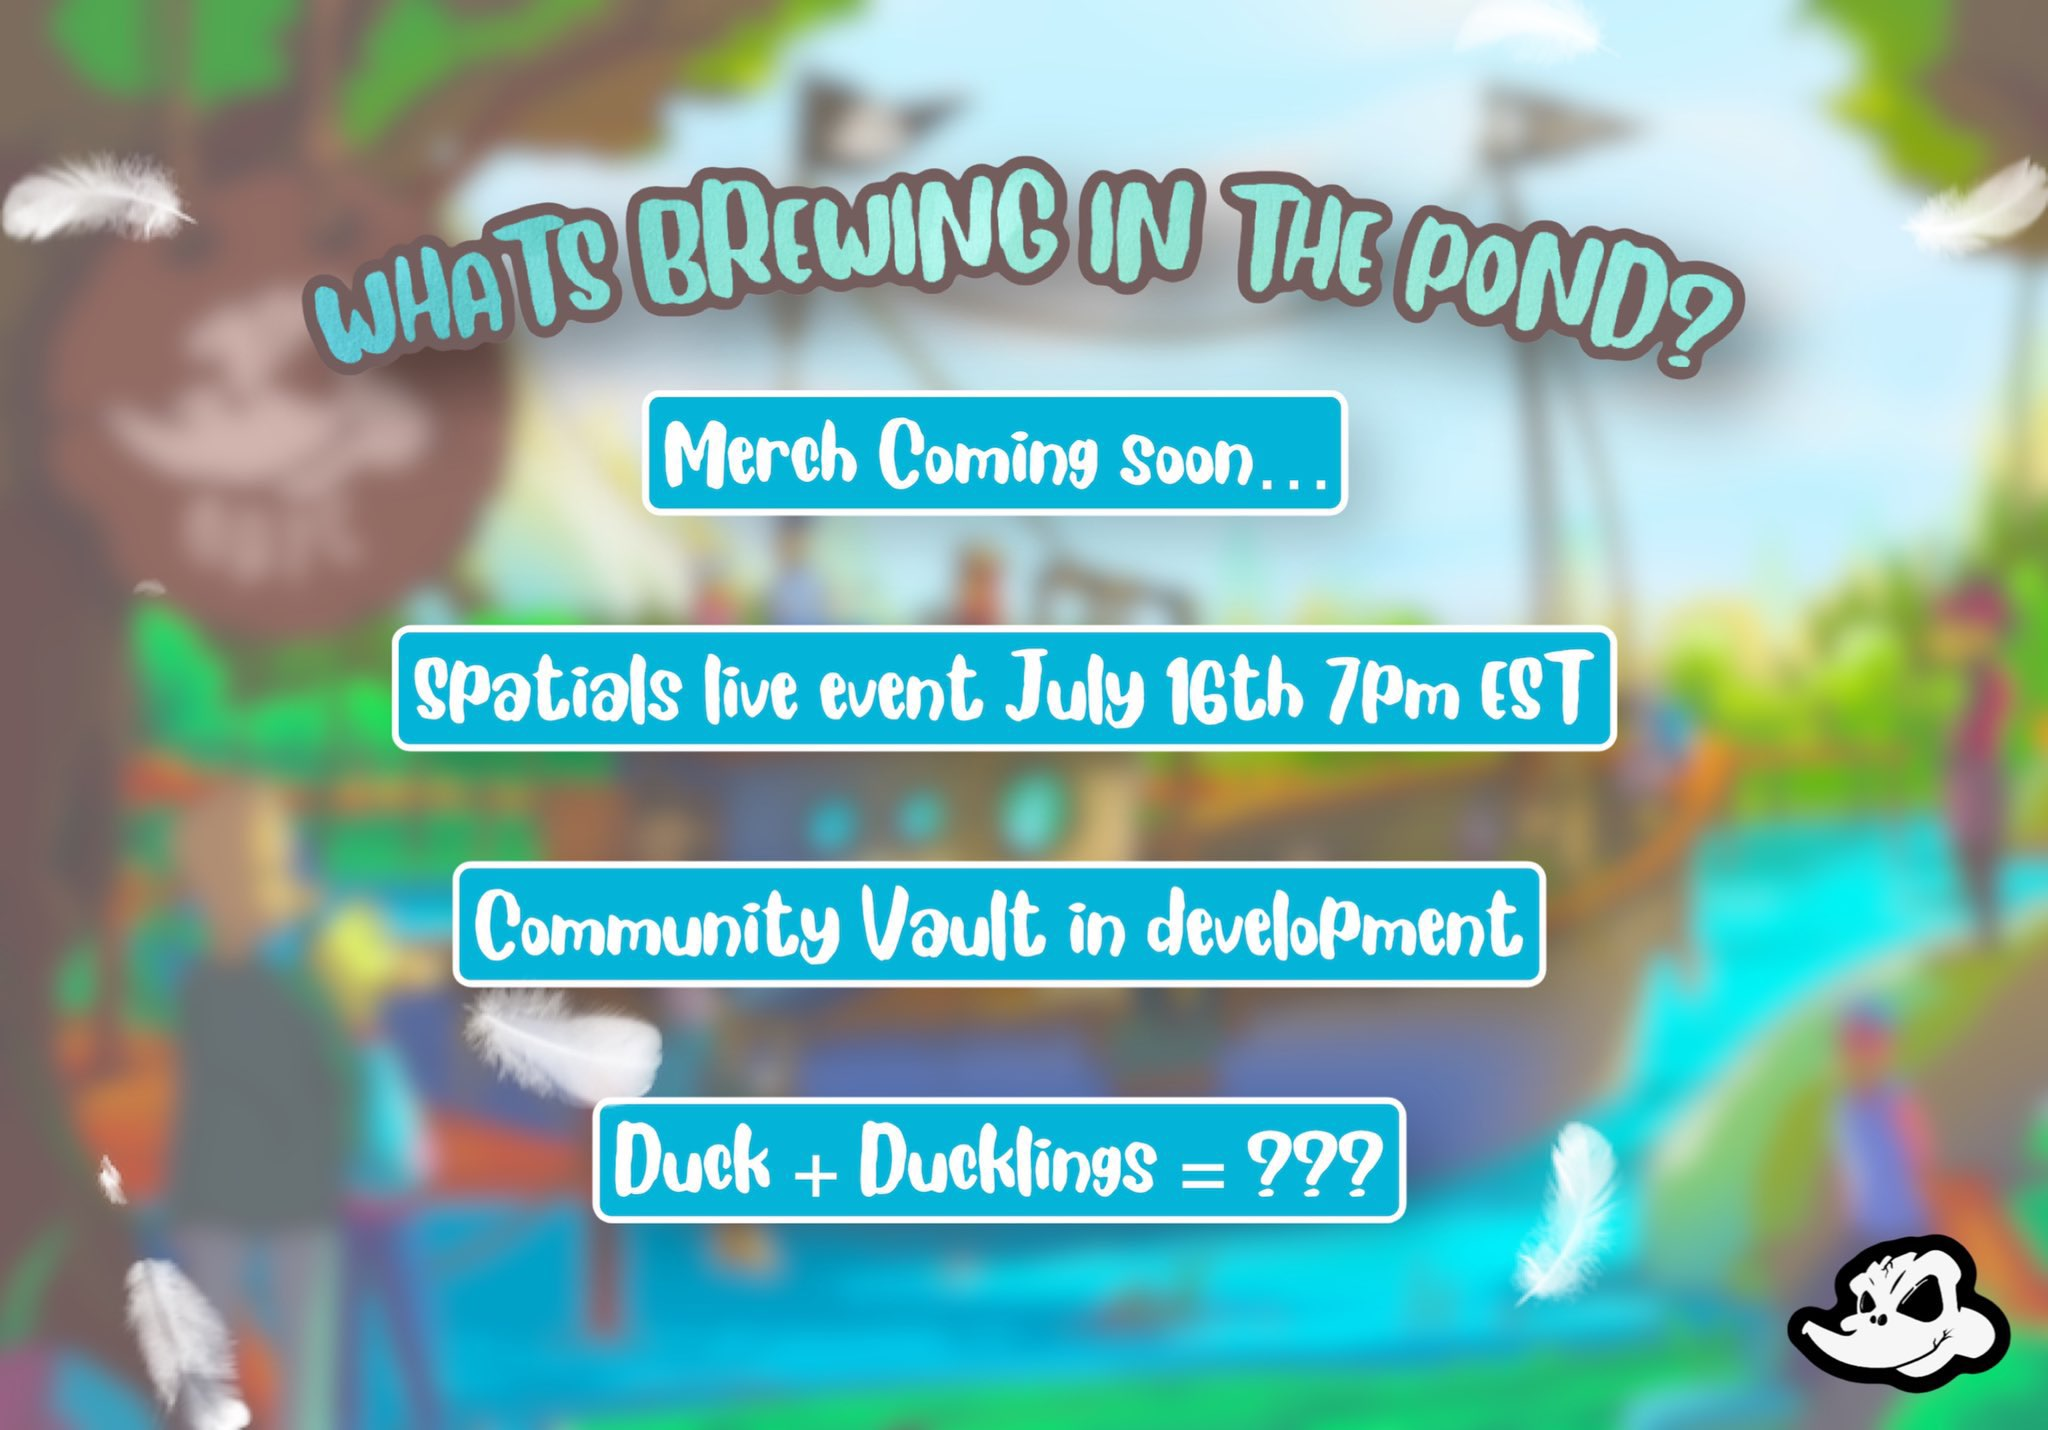 WHATS BREWING IN THE POND?
Merch Coming soon...
spatials live event July 16th 7pm EST
Community Vault in development
Duck + Ducklings = ???